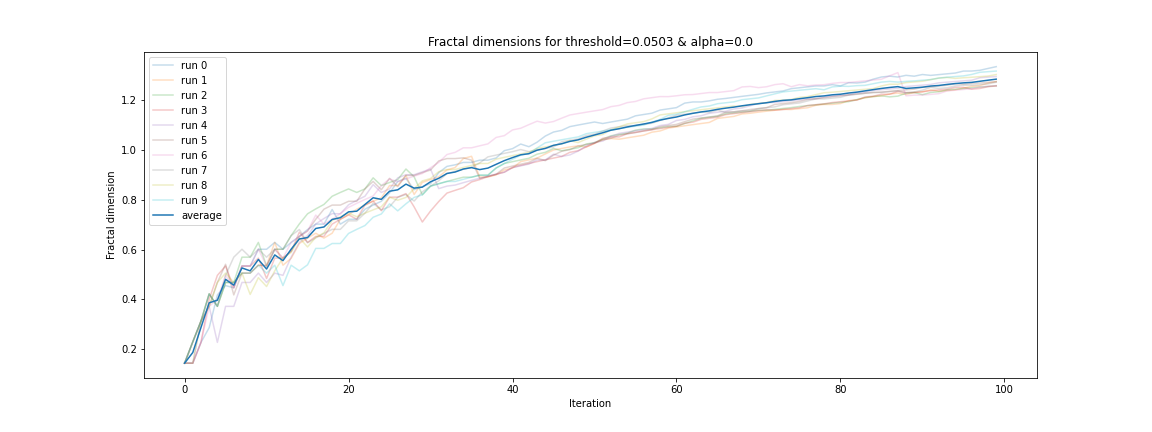 Fractal dimensions for threshold=0.0503 & alpha=0.0
run 0
run 1
run 2
run 3
run 4
run 5
run 6
run 7
run 8
run 9
average
Fractal dimension
1.2
1.0
0.8
0.6
0.4
0.2
0 20 40 60 80 100
Iteration